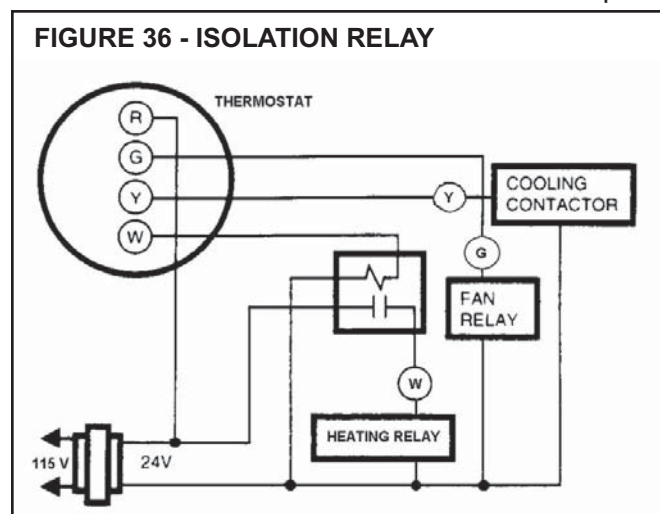 FIGURE 36 - ISOLATION RELAY
THERMOSTAT
R
G
Y
W
Y
COOLING
CONTACTOR
G
FAN
RELAY
W
HEATING RELAY
115 V
24V